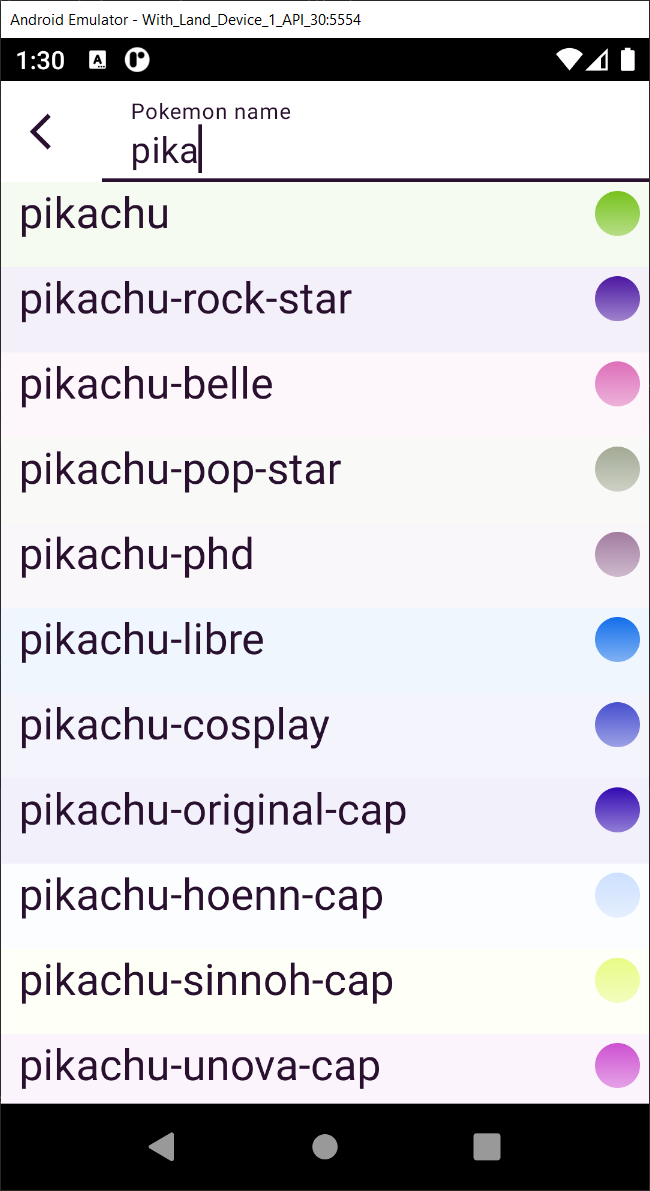 Android Emulator - With_Land_Device_1_API_30:5554
1:30
Pokemon name
pika
pikachu
pikachu-rock-star
pikachu-belle
pikachu-pop-star
pikachu-phd
pikachu-libre
pikachu-cosplay
pikachu-original-cap
pikachu-hoenn-cap
pikachu-sinnoh-cap
pikachu-unova-cap